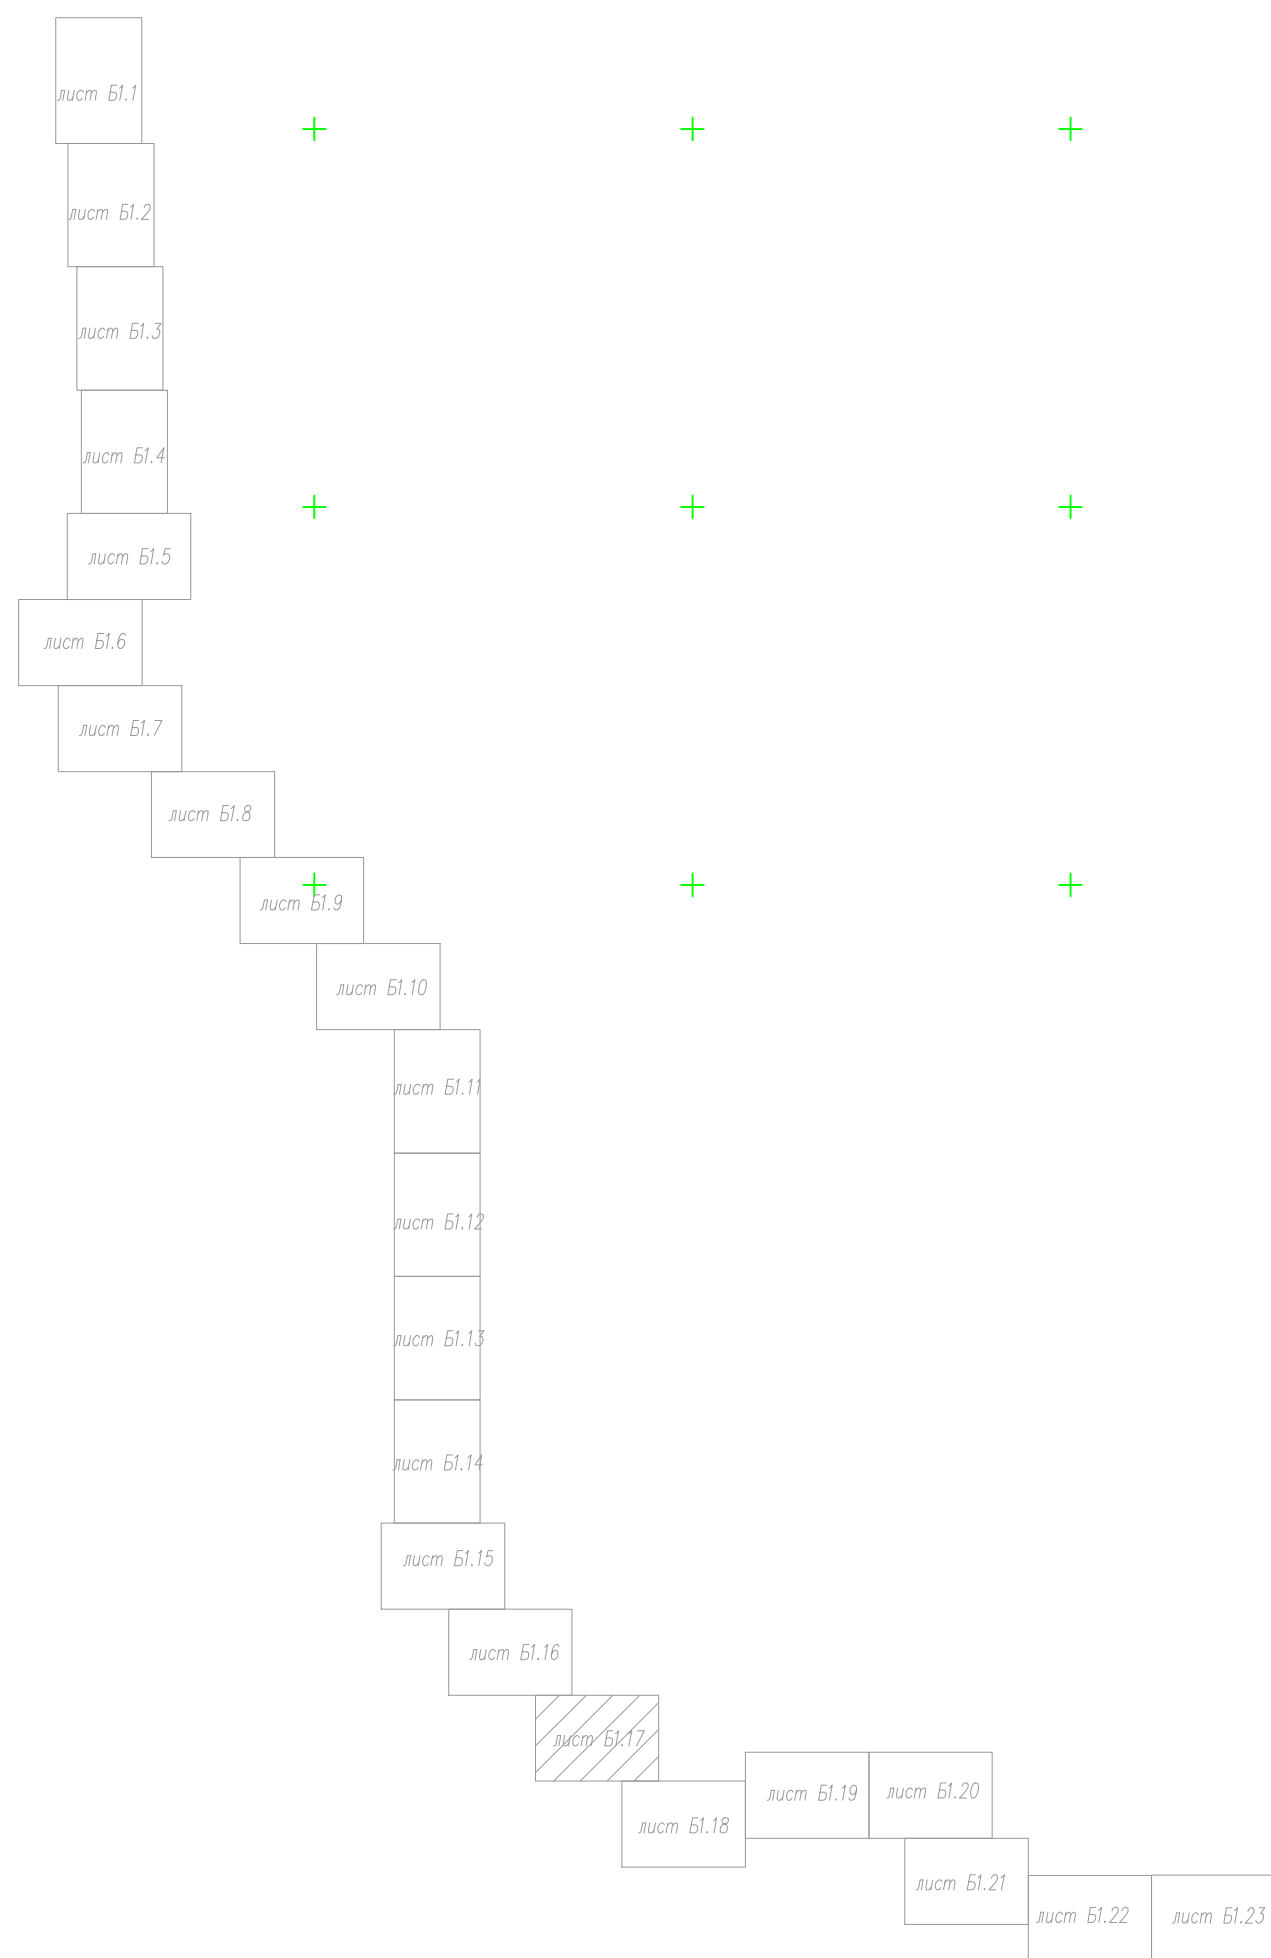 лист Б1.1
лист Б1.2
лист Б1.3
лист Б1.4
лист Б1.5
лист Б1.6
лист Б1.7
лист Б1.8
лист Б1.9
лист Б1.10
лист Б1.11
лист Б1.12
лист Б1.13
лист Б1.14
лист Б1.15
лист Б1.16
лист Б1.17
лист Б1.18
лист Б1.19
лист Б1.20
лист Б1.21
лист Б1.22
лист Б1.23